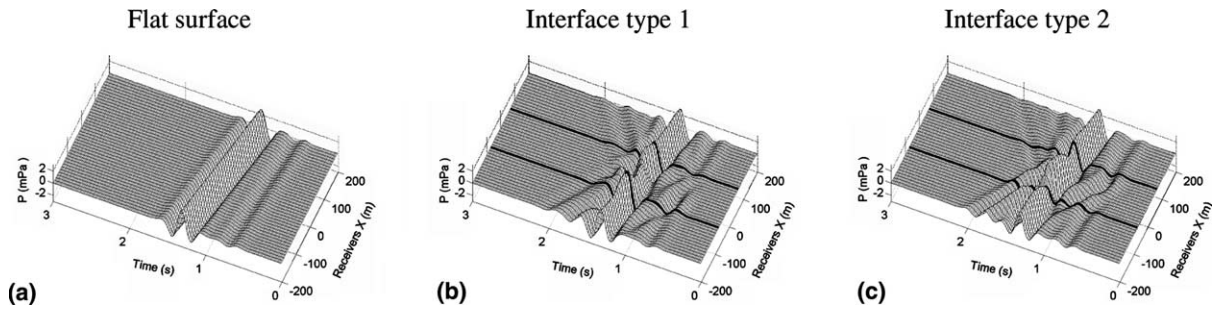 Flat surface
P (mPa)
2
0
-2
3
2
1
0
Time (s)
200
100
0
-100
-200
Receivers X (m)
(a)
Interface type 1
P (mPa)
2
0
-2
3
2
1
0
Time (s)
200
100
0
-100
-200
Receivers X (m)
(b)
Interface type 2
P (mPa)
2
0
-2
3
2
1
0
Time (s)
200
100
0
-100
-200
Receivers X (m)
(c)